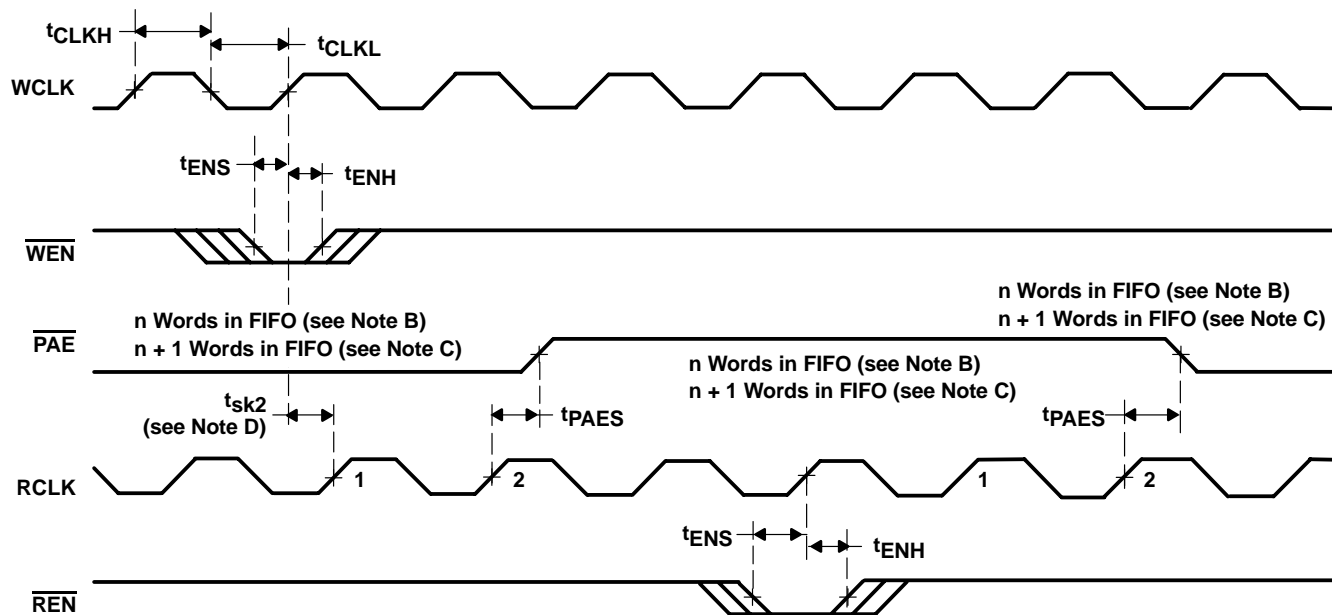 tCLKH
tCLKL
WCLK
tENS
tENH
WEN
n Words in FIFO (see Note B)
n + 1 Words in FIFO (see Note C)
n Words in FIFO (see Note B)
n + 1 Words in FIFO (see Note C)
PAE
n Words in FIFO (see Note B)
n + 1 Words in FIFO (see Note C)
tsk2
(see Note D)
tPAES
tPAES
RCLK
1
2
1
2
tENS
tENH
REN